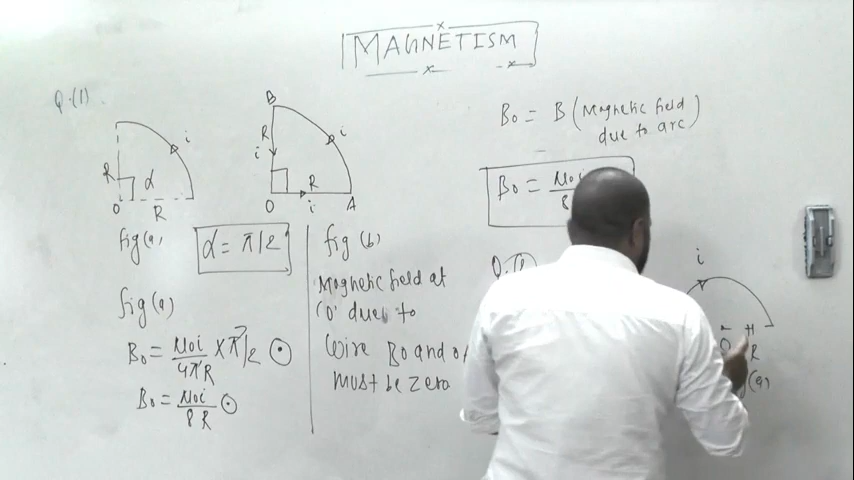 MAGNETISM
Q.(1)
R
α
O
R
i
fig(a)
α = π/2
B
R
i
i
O
R
i
A
fig (b)
fig(a)
B₀ = μ₀i/4πR × π/2 ⊙
B₀ = μ₀i/8R ⊙
Magnetic field at
'O' due to
wire BO and
must be zero
B₀ = B (Magnetic field
due to arc)
B₀ = μ₀i/8
i
R